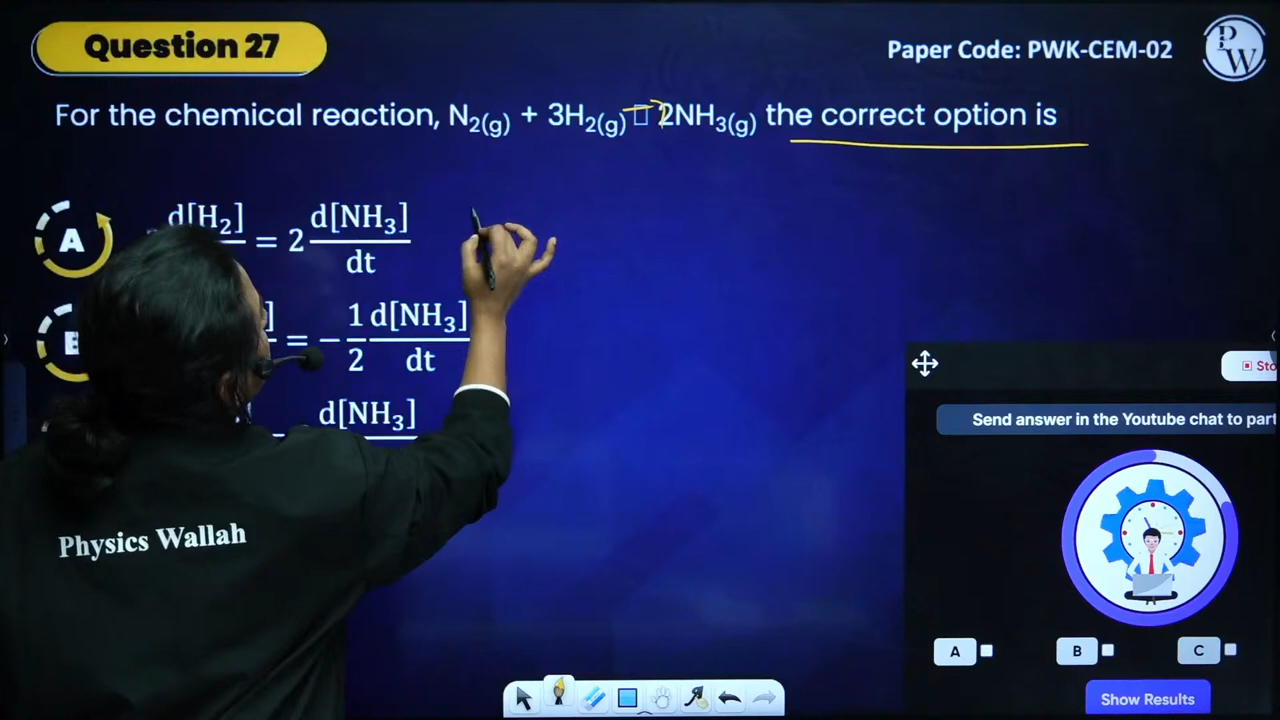 Question 27
Paper Code: PWK-CEM-02
PW
For the chemical reaction, N₂(g) + 3H₂(g) □ 2NH₃(g) the correct option is
A d[H₂] = 2 d[NH₃]/dt
] = − 1/2 d[NH₃]/dt
d[NH₃]
Send answer in the Youtube chat to part
Physics Wallah
A B C
Show Results